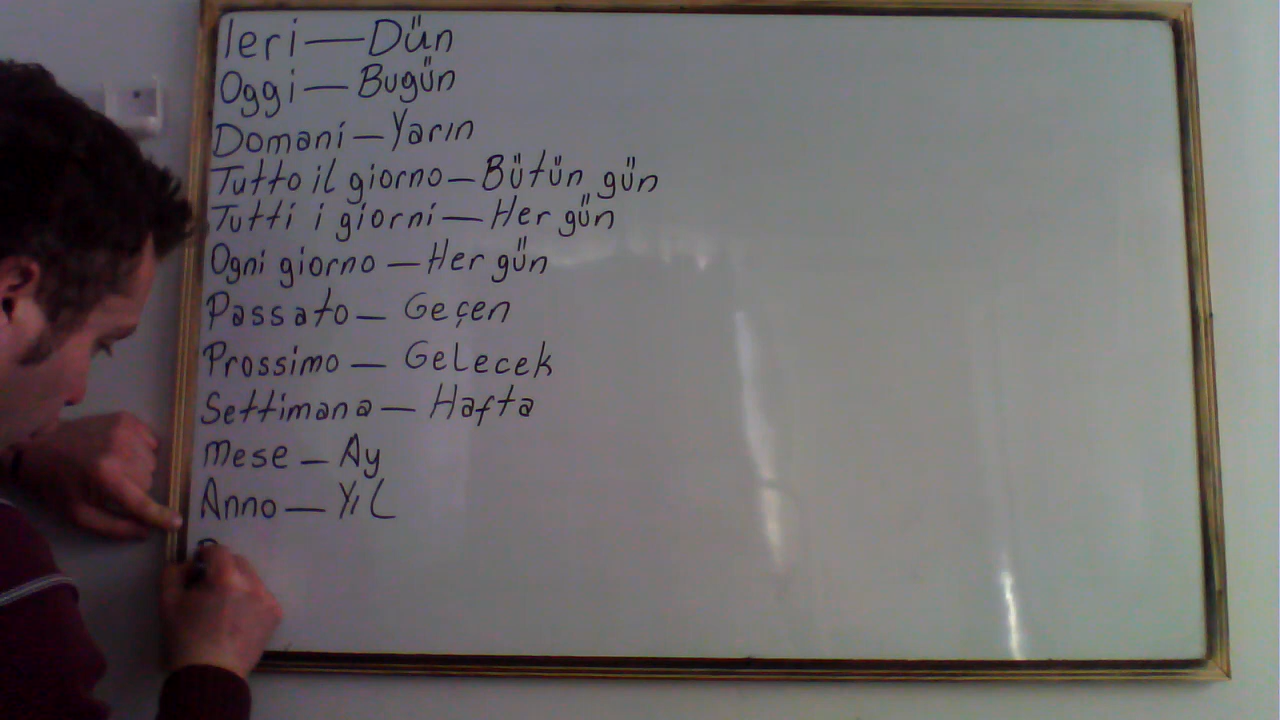 Ieri — Dün
Oggi — Bugün
Domani — Yarın
Tutto il giorno — Bütün gün
Tutti i giorni — Her gün
Ogni giorno — Her gün
Passato — Geçen
Prossimo — Gelecek
Settimana — Hafta
Mese — Ay
Anno — Yıl